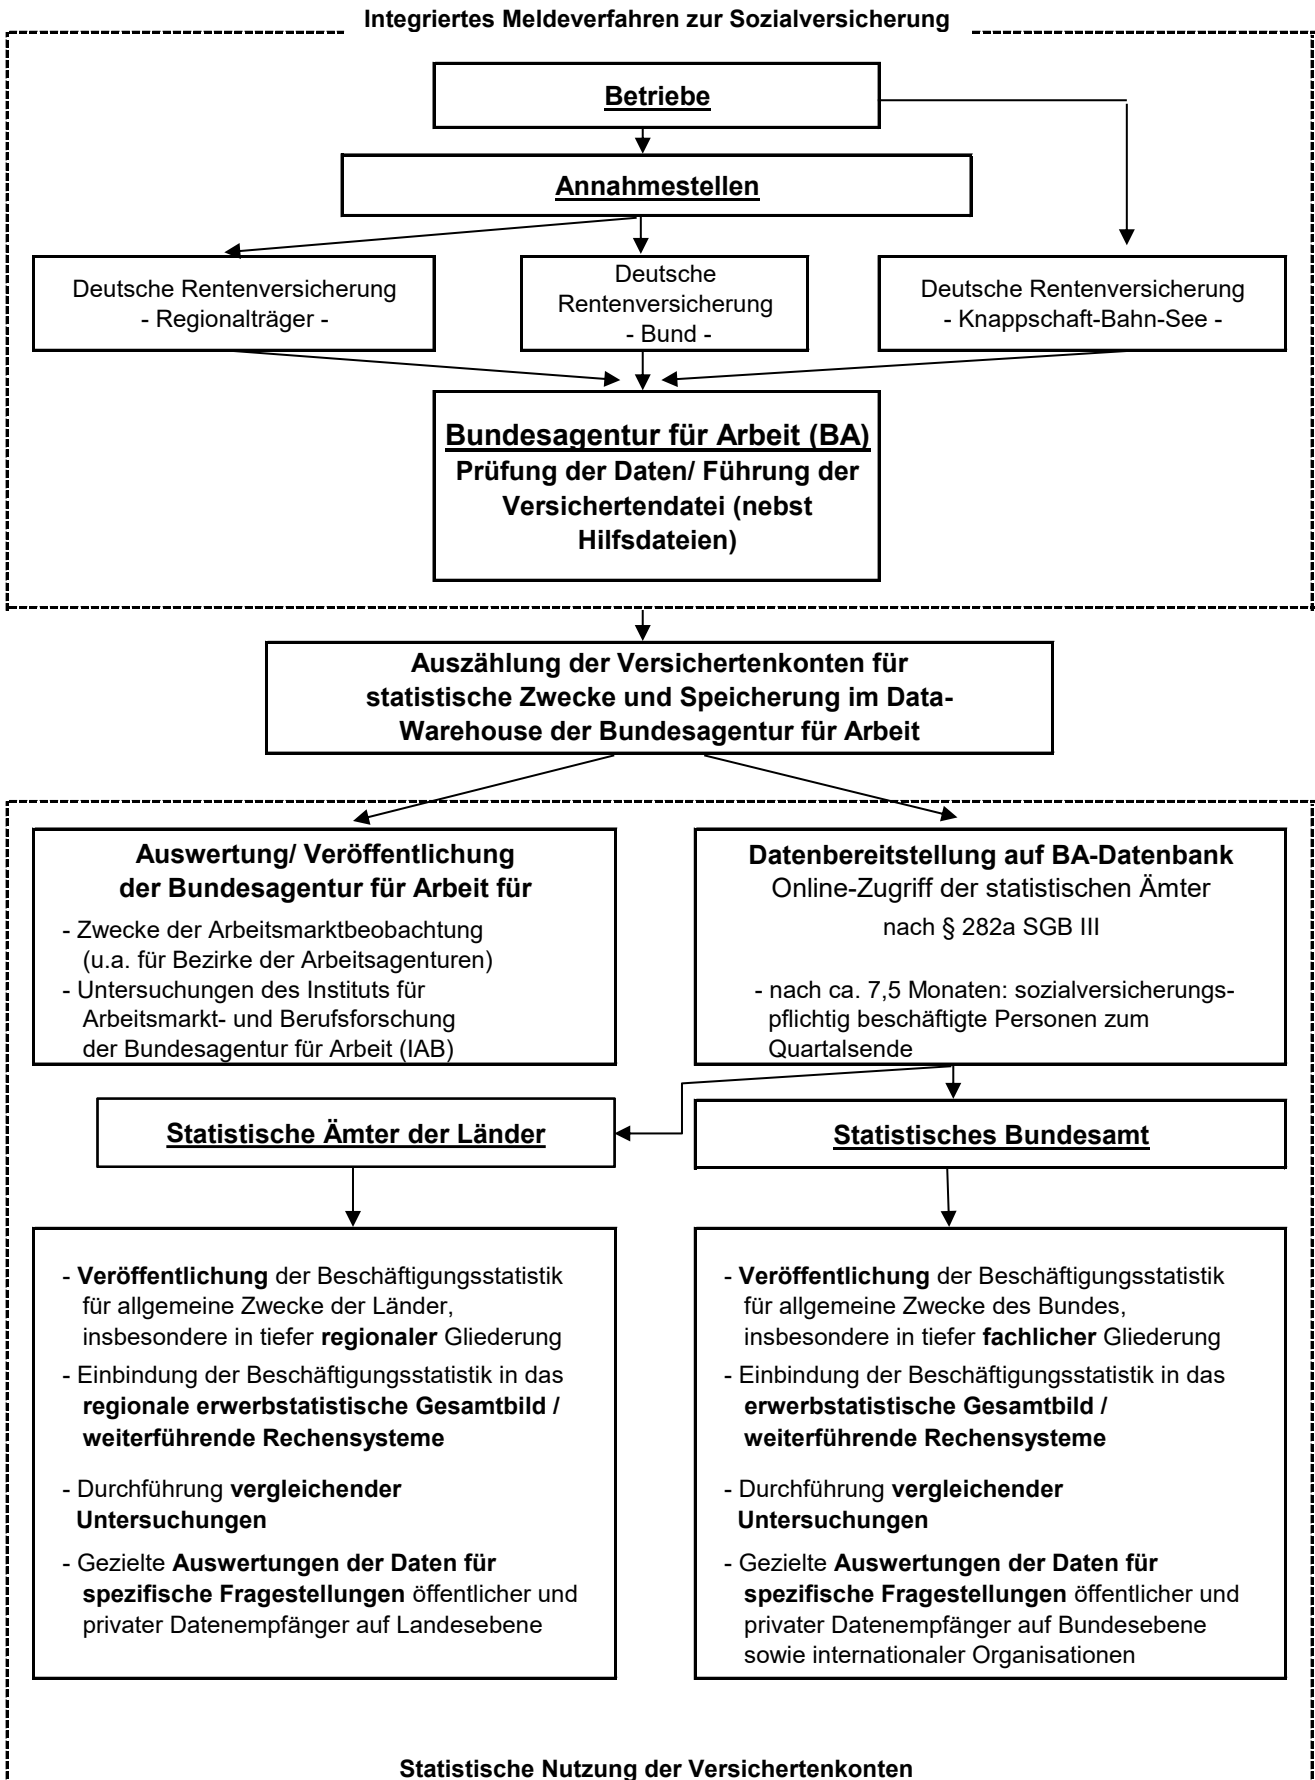 Integriertes Meldeverfahren zur Sozialversicherung
Betriebe
Annahmestellen
Deutsche Rentenversicherung
- Regionalträger -
Deutsche
Rentenversicherung
- Bund -
Deutsche Rentenversicherung
- Knappschaft-Bahn-See -
Bundesagentur für Arbeit (BA)
Prüfung der Daten/ Führung der
Versichertendatei (nebst
Hilfsdateien)
Auszählung der Versichertenkonten für
statistische Zwecke und Speicherung im Data-
Warehouse der Bundesagentur für Arbeit
Auswertung/ Veröffentlichung
der Bundesagentur für Arbeit für
- Zwecke der Arbeitsmarktbeobachtung
(u.a. für Bezirke der Arbeitsagenturen)
- Untersuchungen des Instituts für
Arbeitsmarkt- und Berufsforschung
der Bundesagentur für Arbeit (IAB)
Datenbereitstellung auf BA-Datenbank
Online-Zugriff der statistischen Ämter
nach § 282a SGB III
- nach ca. 7,5 Monaten: sozialversicherungs-
pflichtig beschäftigte Personen zum
Quartalsende
Statistische Ämter der Länder
Statistisches Bundesamt
- Veröffentlichung der Beschäftigungsstatistik
für allgemeine Zwecke der Länder,
insbesondere in tiefer regionaler Gliederung
- Einbindung der Beschäftigungsstatistik in das
regionale erwerbstatistische Gesamtbild /
weiterführende Rechensysteme
- Durchführung vergleichender
Untersuchungen
- Gezielte Auswertungen der Daten für
spezifische Fragestellungen öffentlicher und
privater Datenempfänger auf Landesebene
- Veröffentlichung der Beschäftigungsstatistik
für allgemeine Zwecke des Bundes,
insbesondere in tiefer fachlicher Gliederung
- Einbindung der Beschäftigungsstatistik in das
erwerbstatistische Gesamtbild /
weiterführende Rechensysteme
- Durchführung vergleichender
Untersuchungen
- Gezielte Auswertungen der Daten für
spezifische Fragestellungen öffentlicher und
privater Datenempfänger auf Bundesebene
sowie internationaler Organisationen
Statistische Nutzung der Versichertenkonten